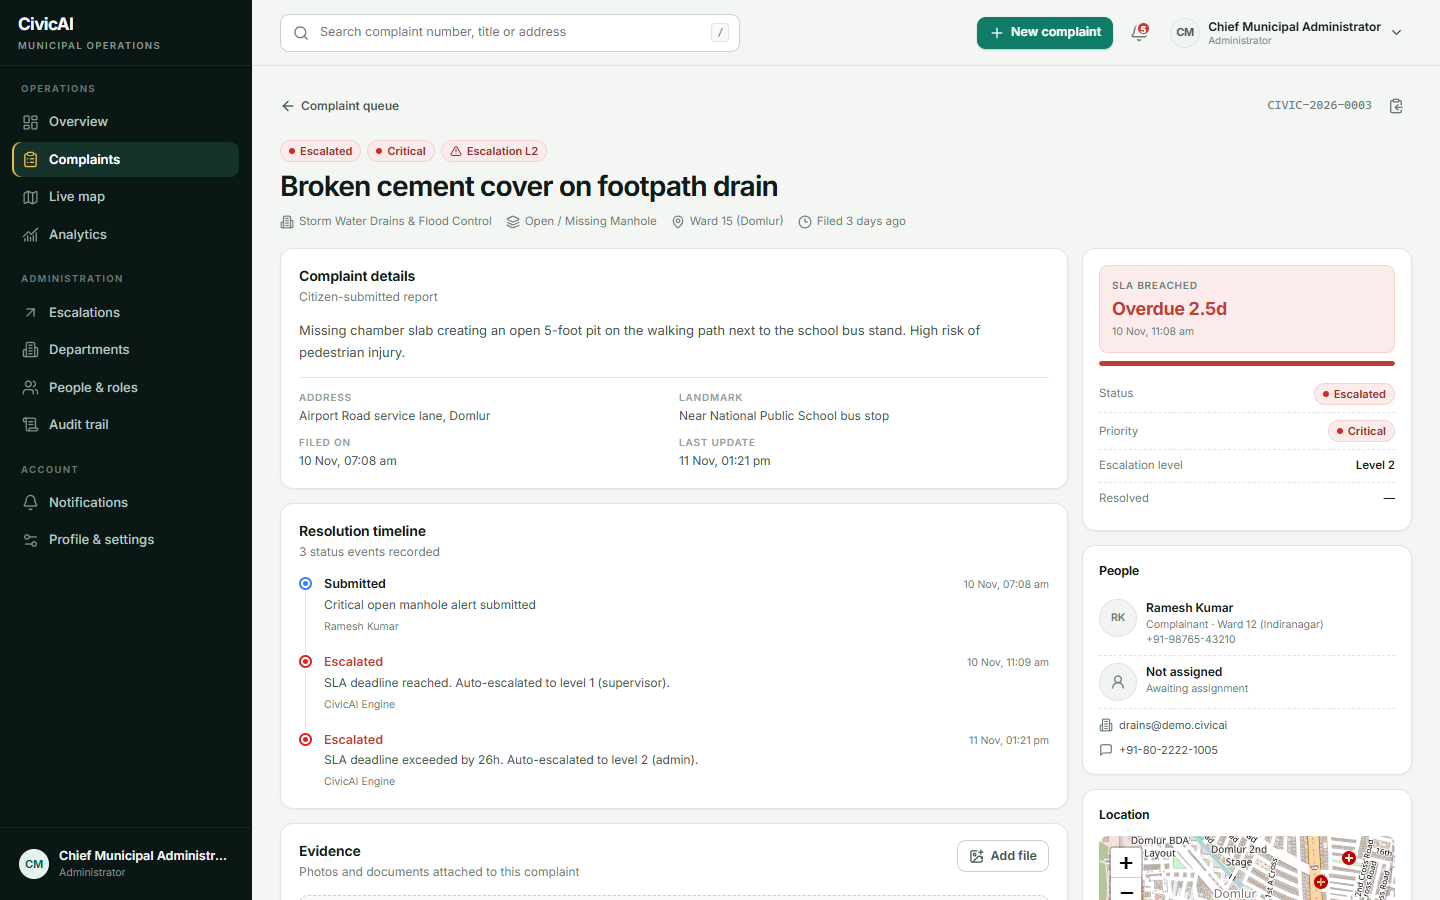 CivicAI
MUNICIPAL OPERATIONS
OPERATIONS
Overview
Complaints
Live map
Analytics
ADMINISTRATION
Escalations
Departments
People & roles
Audit trail
ACCOUNT
Notifications
Profile & settings
CM
Chief Municipal Administr...
Administrator
Search complaint number, title or address
/
New complaint
5
CM
Chief Municipal Administrator
Administrator
Complaint queue
CIVIC-2026-0003
Escalated
Critical
Escalation L2
Broken cement cover on footpath drain
Storm Water Drains & Flood Control
Open / Missing Manhole
Ward 15 (Domlur)
Filed 3 days ago
Complaint details
Citizen-submitted report
Missing chamber slab creating an open 5-foot pit on the walking path next to the school bus stand. High risk of
pedestrian injury.
ADDRESS
Airport Road service lane, Domlur
LANDMARK
Near National Public School bus stop
FILED ON
10 Nov, 07:08 am
LAST UPDATE
11 Nov, 01:21 pm
Resolution timeline
3 status events recorded
Submitted
10 Nov, 07:08 am
Critical open manhole alert submitted
Ramesh Kumar
Escalated
10 Nov, 11:09 am
SLA deadline reached. Auto-escalated to level 1 (supervisor).
CivicAI Engine
Escalated
11 Nov, 01:21 pm
SLA deadline exceeded by 26h. Auto-escalated to level 2 (admin).
CivicAI Engine
Evidence
Photos and documents attached to this complaint
Add file
SLA BREACHED
Overdue 2.5d
10 Nov, 11:08 am
Status
Escalated
Priority
Critical
Escalation level
Level 2
Resolved
—
People
RK
Ramesh Kumar
Complainant · Ward 12 (Indiranagar)
+91-98765-43210
Not assigned
Awaiting assignment
drains@demo.civicai
+91-80-2222-1005
Location
+
−
Domlur BDA
Layout
Domlur 2nd
Stage
Domlur
16th
2nd Cross Road
Cross Road